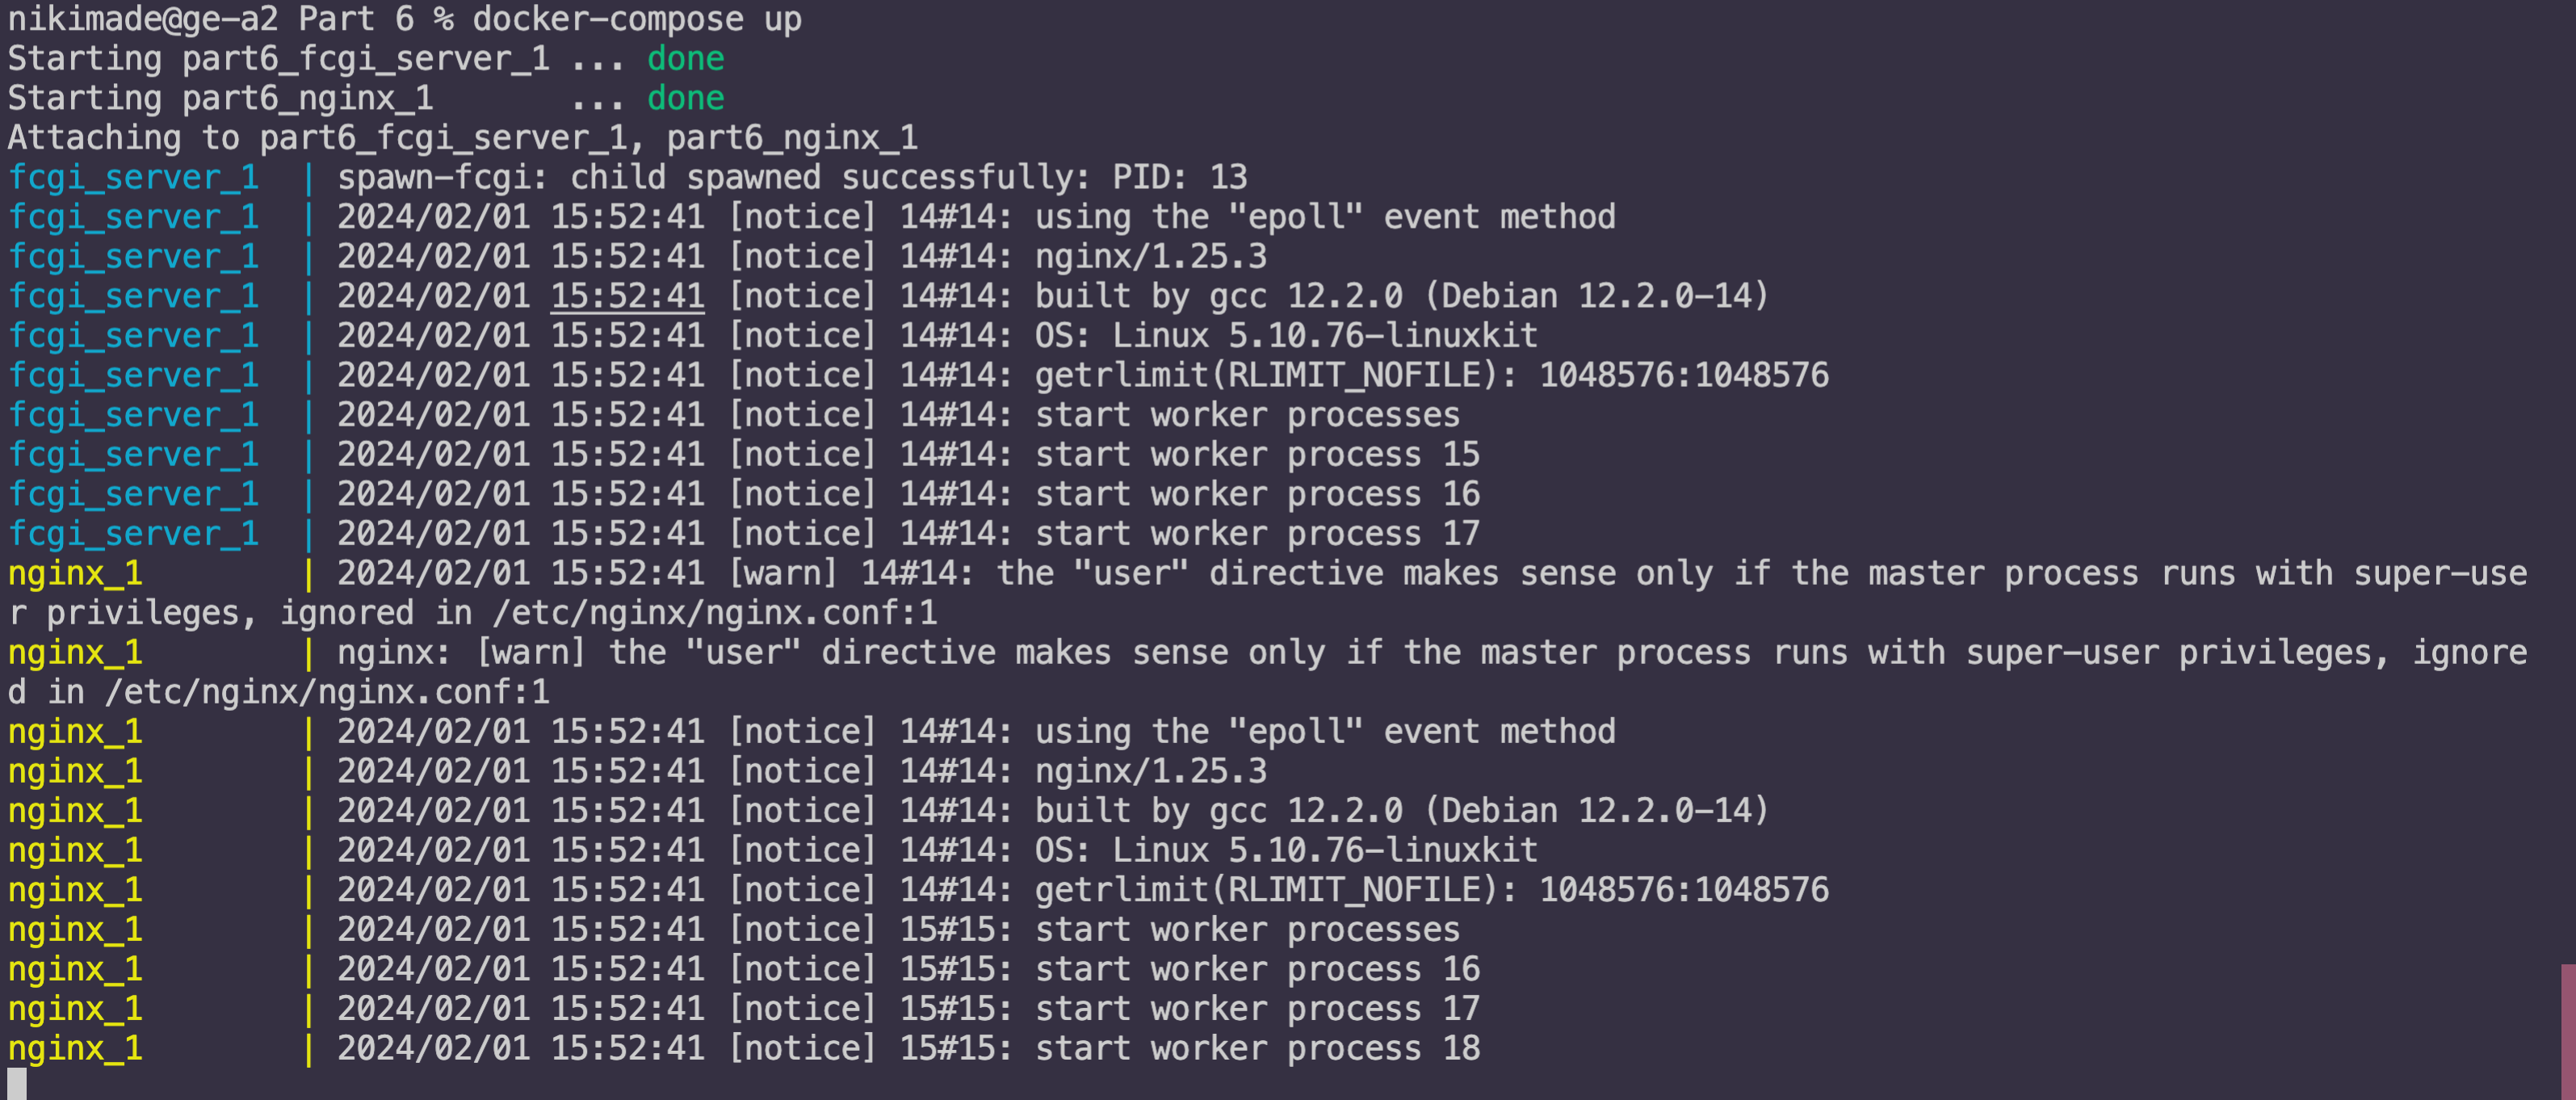 nikimade@ge-a2 Part 6 % docker-compose up
Starting part6_fcgi_server_1 ... done
Starting part6_nginx_1       ... done
Attaching to part6_fcgi_server_1, part6_nginx_1
fcgi_server_1  | spawn-fcgi: child spawned successfully: PID: 13
fcgi_server_1  | 2024/02/01 15:52:41 [notice] 14#14: using the "epoll" event method
fcgi_server_1  | 2024/02/01 15:52:41 [notice] 14#14: nginx/1.25.3
fcgi_server_1  | 2024/02/01 15:52:41 [notice] 14#14: built by gcc 12.2.0 (Debian 12.2.0-14)
fcgi_server_1  | 2024/02/01 15:52:41 [notice] 14#14: OS: Linux 5.10.76-linuxkit
fcgi_server_1  | 2024/02/01 15:52:41 [notice] 14#14: getrlimit(RLIMIT_NOFILE): 1048576:1048576
fcgi_server_1  | 2024/02/01 15:52:41 [notice] 14#14: start worker processes
fcgi_server_1  | 2024/02/01 15:52:41 [notice] 14#14: start worker process 15
fcgi_server_1  | 2024/02/01 15:52:41 [notice] 14#14: start worker process 16
fcgi_server_1  | 2024/02/01 15:52:41 [notice] 14#14: start worker process 17
nginx_1        | 2024/02/01 15:52:41 [warn] 14#14: the "user" directive makes sense only if the master process runs with super-use
r privileges, ignored in /etc/nginx/nginx.conf:1
nginx_1        | nginx: [warn] the "user" directive makes sense only if the master process runs with super-user privileges, ignore
d in /etc/nginx/nginx.conf:1
nginx_1        | 2024/02/01 15:52:41 [notice] 14#14: using the "epoll" event method
nginx_1        | 2024/02/01 15:52:41 [notice] 14#14: nginx/1.25.3
nginx_1        | 2024/02/01 15:52:41 [notice] 14#14: built by gcc 12.2.0 (Debian 12.2.0-14)
nginx_1        | 2024/02/01 15:52:41 [notice] 14#14: OS: Linux 5.10.76-linuxkit
nginx_1        | 2024/02/01 15:52:41 [notice] 14#14: getrlimit(RLIMIT_NOFILE): 1048576:1048576
nginx_1        | 2024/02/01 15:52:41 [notice] 15#15: start worker processes
nginx_1        | 2024/02/01 15:52:41 [notice] 15#15: start worker process 16
nginx_1        | 2024/02/01 15:52:41 [notice] 15#15: start worker process 17
nginx_1        | 2024/02/01 15:52:41 [notice] 15#15: start worker process 18